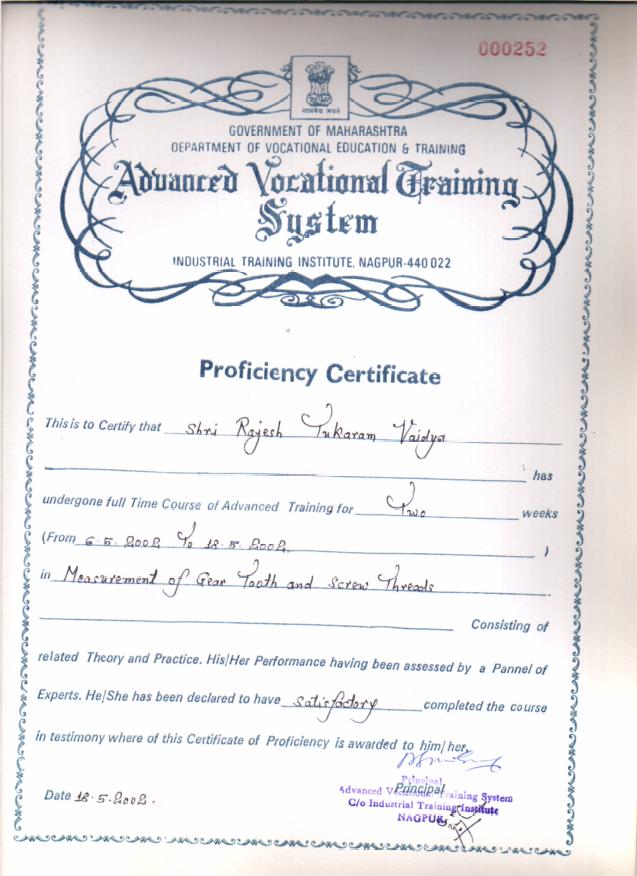 000252
सत्यमेव जयते
GOVERNMENT OF MAHARASHTRA
DEPARTMENT OF VOCATIONAL EDUCATION & TRAINING
Advanced Vocational Training
System
INDUSTRIAL TRAINING INSTITUTE, NAGPUR-440 022
Proficiency Certificate
This is to Certify that Shri Rajesh Tukaram Vaidya
has
undergone full Time Course of Advanced Training for Two weeks
(From 6.5.2002 To 18.5.2002. )
in Measurement of Gear Tooth and Screw Threads
Consisting of
related Theory and Practice. His/Her Performance having been assessed by a Pannel of
Experts. He/She has been declared to have satisfactory completed the course
in testimony where of this Certificate of Proficiency is awarded to him/her.
Principal
Principal,
Advanced Vocational Training System
C/o Industrial Training Institute
NAGPUR
Date 18.5.2002.